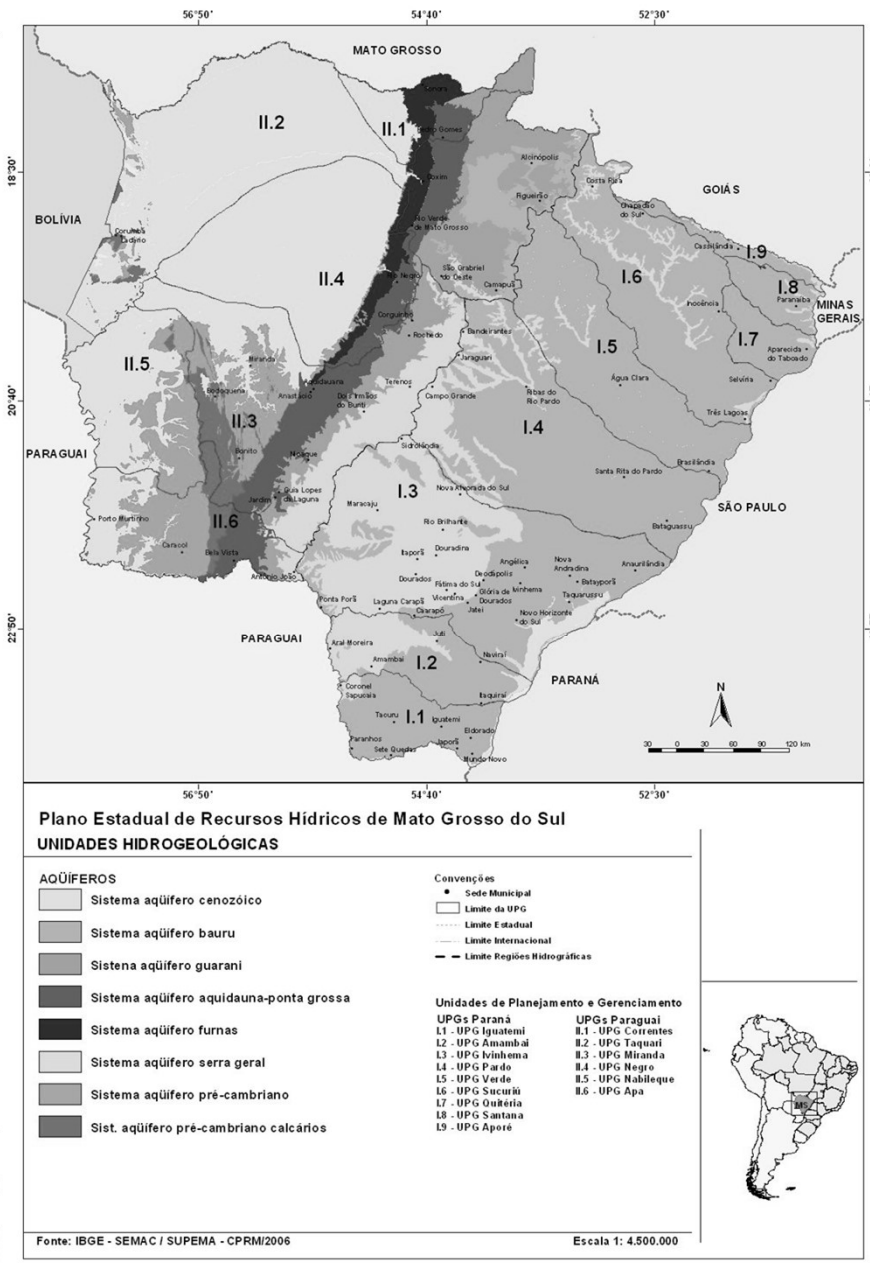 56°50' 54°40' 52°30'
MATO GROSSO
Sonora
II.2
II.1
Pedro Gomes
18°30'
Alcinópolis
Coxim
Costa Rica
GOIÁS
Figueirão
Chapadão do Sul
BOLÍVIA
Rio Verde de Mato Grosso
Corumbá
Ladário
Cassilândia
I.9
II.4
Rio Negro
São Grabriel do Oeste
I.6
Camapuã
I.8
Paranaíba
MINAS GERAIS
Inocência
Corguinho
Rochedo
Bandeirantes
I.7
I.5
II.5
Miranda
Jaraguari
Aparecida do Taboado
20°40'
Aquidauana
Anastácio
Bodoquena
Terenos
Dois Irmãos do Buriti
Campo Grande
Ribas do Rio Pardo
Água Clara
Selvíria
II.3
I.4
Três Lagoas
PARAGUAI
Bonito
Nioaque
Sidrolândia
Brasilândia
Santa Rita do Pardo
I.3
Guia Lopes de Laguna
Jardim
Nova Alvorada do Sul
SÃO PAULO
Maracaju
Porto Murtinho
II.6
Rio Brilhante
Bataguassu
Caracol
Bela Vista
Itaporã
Douradina
Angélica
Nova Andradina
Anaurilândia
Antônio João
Dourados
Deodápolis
Fátima do Sul
Ivinhema
Batayporã
Glória de Dourados
Vicentina
Taquarussu
Ponta Porã
Laguna Carapã
Caarapó
Jateí
Novo Horizonte do Sul
22°50'
PARAGUAI
Juti
Aral Moreira
I.2
Naviraí
Amambai
PARANÁ
Coronel Sapucaia
Itaquiraí
N
Tacuru
I.1
Iguatemi
Eldorado
Paranhos
Sete Quedas
Japorã
Mundo Novo
30 0 30 60 90 120 km
56°50' 54°40' 52°30'
Plano Estadual de Recursos Hídricos de Mato Grosso do Sul
UNIDADES HIDROGEOLÓGICAS
AQÜÍFEROS
Sistema aqüífero cenozóico
Sistema aqüífero bauru
Sistena aqüífero guarani
Sistema aqüífero aquidauna-ponta grossa
Sistema aqüífero furnas
Sistema aqüífero serra geral
Sistema aqüífero pré-cambriano
Sist. aqüífero pré-cambriano calcários
Convenções
Sede Municipal
Limite da UPG
Limite Estadual
Limite Internacional
Limite Regiões Hidrográficas
Unidades de Planejamento e Gerenciamento
UPGs Paraná
I.1 - UPG Iguatemi
I.2 - UPG Amambai
I.3 - UPG Ivinhema
I.4 - UPG Pardo
I.5 - UPG Verde
I.6 - UPG Sucuriú
I.7 - UPG Quitéria
I.8 - UPG Santana
I.9 - UPG Aporé
UPGs Paraguai
II.1 - UPG Correntes
II.2 - UPG Taquari
II.3 - UPG Miranda
II.4 - UPG Negro
II.5 - UPG Nabileque
II.6 - UPG Apa
MS
Fonte: IBGE - SEMAC / SUPEMA - CPRM/2006
Escala 1: 4.500.000